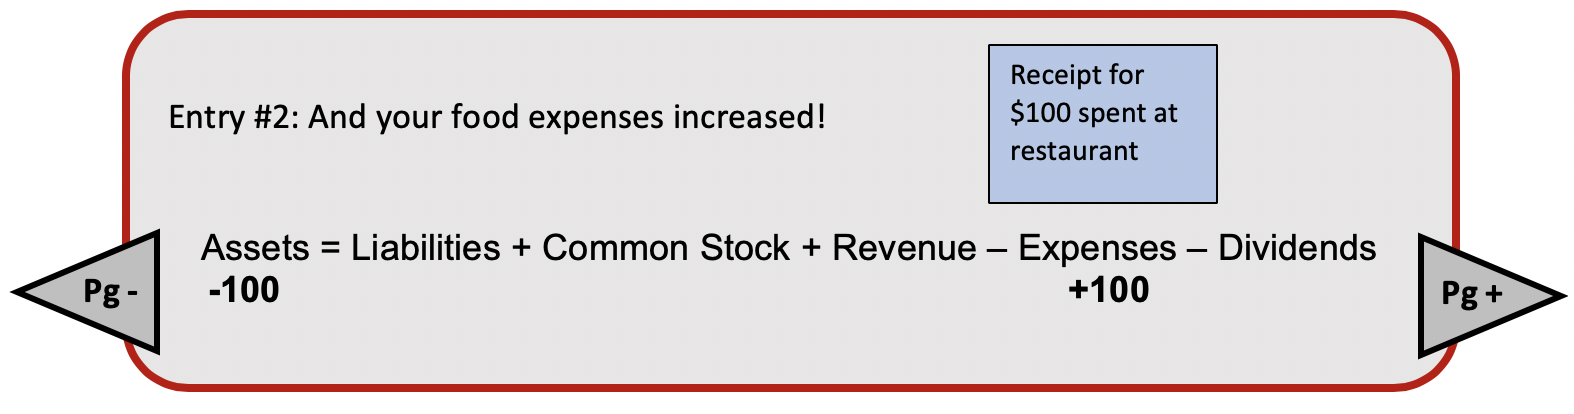 Receipt for
$100 spent at
restaurant
Entry #2: And your food expenses increased!
Assets = Liabilities + Common Stock + Revenue – Expenses – Dividends
-100 +100
Pg -
Pg +